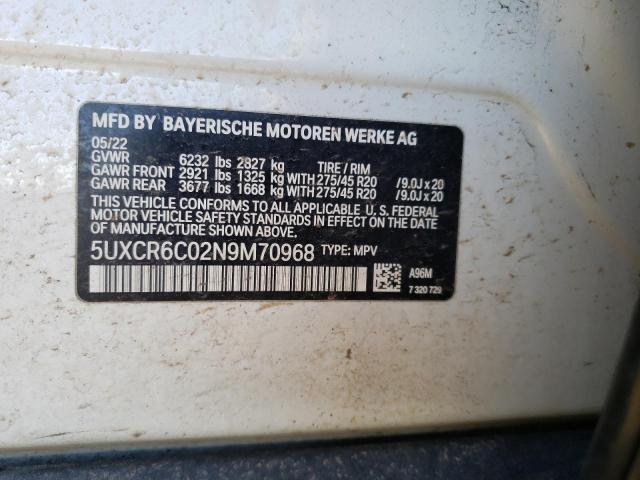 MFD BY BAYERISCHE MOTOREN WERKE AG
05/22
GVWR 6232 lbs 2827 kg TIRE / RIM
GAWR FRONT 2921 lbs 1325 kg WITH 275/45 R20 /9.0J x 20
GAWR REAR 3677 lbs 1668 kg WITH 275/45 R20 /9.0J x 20
THIS VEHICLE CONFORMS TO ALL APPLICABLE U. S. FEDERAL
MOTOR VEHICLE SAFETY STANDARDS IN EFFECT ON THE DATE
OF MANUFACTURE SHOWN ABOVE.
5UXCR6C02N9M70968 TYPE: MPV
A96M
7 320 729